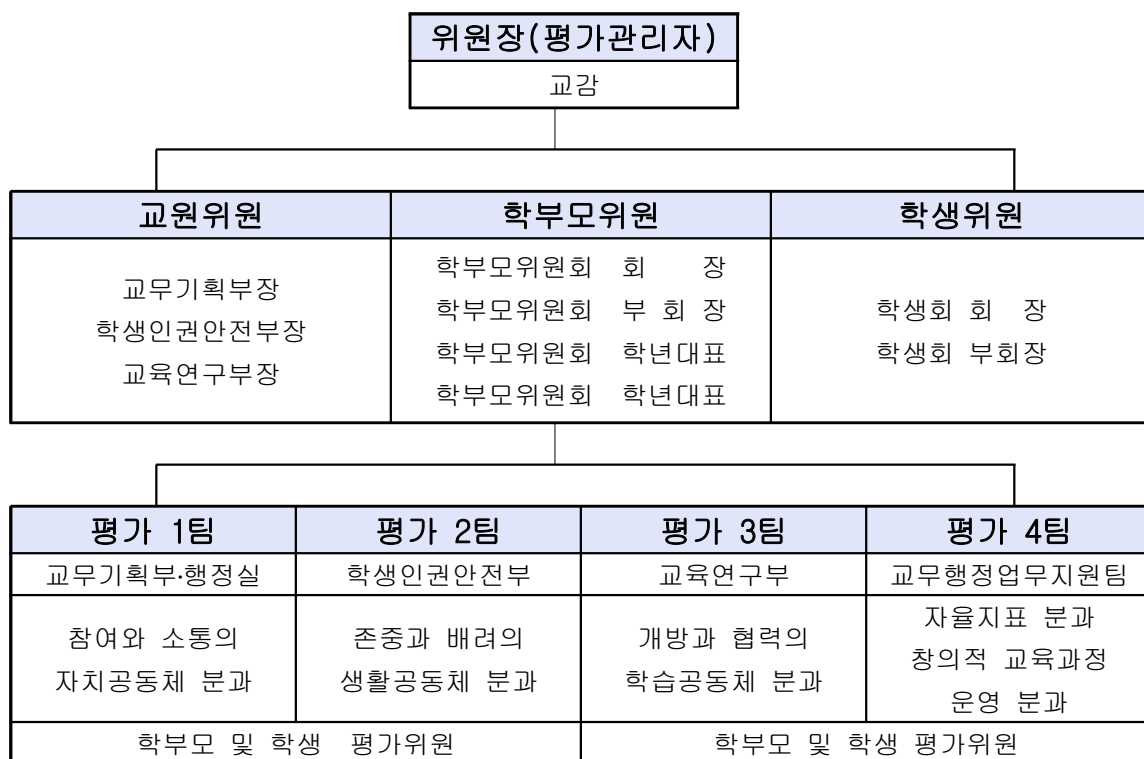 위원장(평가관리자)
교감
교원위원
학부모위원
학생위원
교무기획부장
학생인권안전부장
교육연구부장
학부모위원회 회 장
학부모위원회 부 회 장
학부모위원회 학년대표
학부모위원회 학년대표
학생회 회 장
학생회 부회장
평가 1팀
평가 2팀
평가 3팀
평가 4팀
교무기획부·행정실
학생인권안전부
교육연구부
교무행정업무지원팀
참여와 소통의
자치공동체 분과
존중과 배려의
생활공동체 분과
개방과 협력의
학습공동체 분과
자율지표 분과
창의적 교육과정
운영 분과
학부모 및 학생 평가위원
학부모 및 학생 평가위원